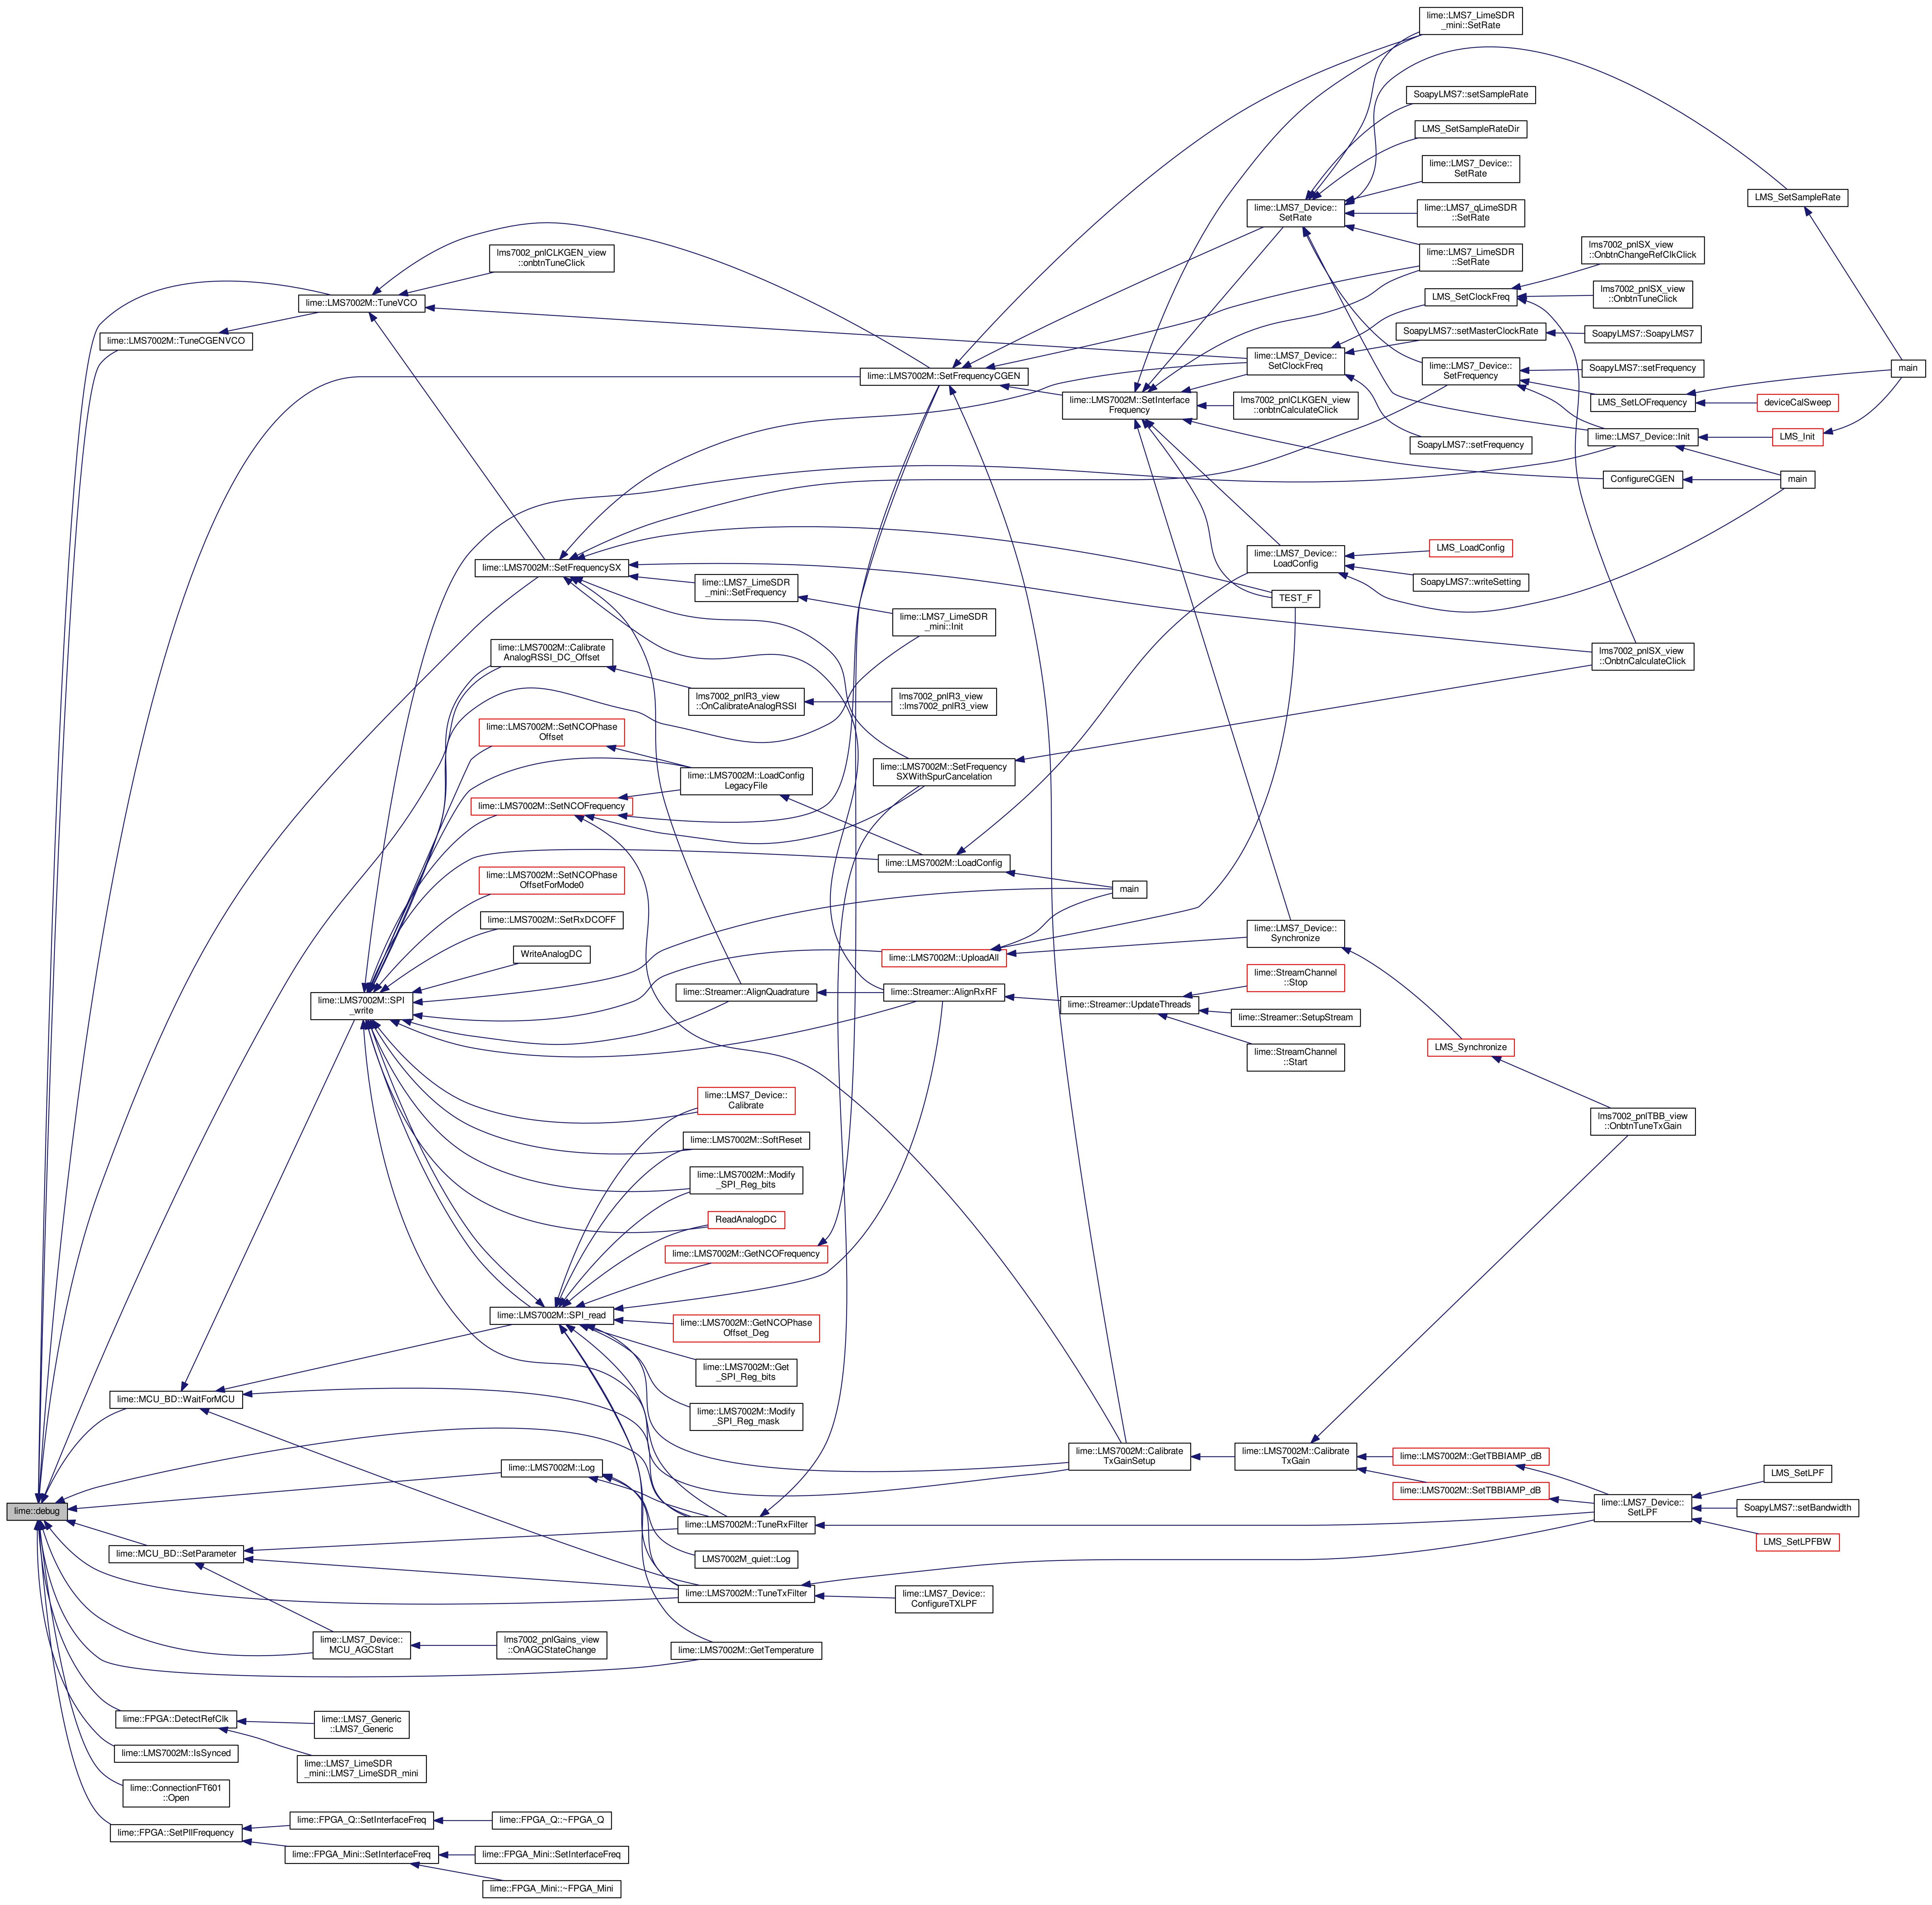 lime::LMS7_LimeSDR
_mini::SetRate
SoapyLMS7::setSampleRate
LMS_SetSampleRateDir
lime::LMS7_Device::
SetRate
LMS_SetSampleRate
lime::LMS7_Device::
SetRate
lime::LMS7_qLimeSDR
::SetRate
lms7002_pnlCLKGEN_view
::onbtnTuneClick
lime::LMS7_LimeSDR
::SetRate
lms7002_pnlSX_view
::OnbtnChangeRefClkClick
lime::LMS7002M::TuneVCO
LMS_SetClockFreq
lms7002_pnlSX_view
::OnbtnTuneClick
lime::LMS7002M::TuneCGENVCO
SoapyLMS7::setMasterClockRate
SoapyLMS7::SoapyLMS7
lime::LMS7_Device::
SetClockFreq
lime::LMS7_Device::
SetFrequency
SoapyLMS7::setFrequency
main
lime::LMS7002M::SetFrequencyCGEN
lime::LMS7002M::SetInterface
Frequency
lms7002_pnlCLKGEN_view
::onbtnCalculateClick
LMS_SetLOFrequency
deviceCalSweep
SoapyLMS7::setFrequency
lime::LMS7_Device::Init
LMS_Init
ConfigureCGEN
main
lime::LMS7_Device::
LoadConfig
LMS_LoadConfig
lime::LMS7002M::SetFrequencySX
lime::LMS7_LimeSDR
_mini::SetFrequency
SoapyLMS7::writeSetting
TEST_F
lime::LMS7_LimeSDR
_mini::Init
lime::LMS7002M::Calibrate
AnalogRSSI_DC_Offset
lms7002_pnlSX_view
::OnbtnCalculateClick
lms7002_pnlR3_view
::OnCalibrateAnalogRSSI
lms7002_pnlR3_view
::lms7002_pnlR3_view
lime::LMS7002M::SetNCOPhase
Offset
lime::LMS7002M::LoadConfig
LegacyFile
lime::LMS7002M::SetFrequency
SXWithSpurCancelation
lime::LMS7002M::SetNCOFrequency
lime::LMS7002M::LoadConfig
lime::LMS7002M::SetNCOPhase
OffsetForMode0
main
lime::LMS7002M::SetRxDCOFF
WriteAnalogDC
lime::LMS7002M::UploadAll
lime::LMS7_Device::
Synchronize
lime::LMS7002M::SPI
_write
lime::Streamer::AlignQuadrature
lime::Streamer::AlignRxRF
lime::Streamer::UpdateThreads
lime::StreamChannel
::Stop
lime::Streamer::SetupStream
lime::StreamChannel
::Start
LMS_Synchronize
lime::LMS7_Device::
Calibrate
lms7002_pnlTBB_view
::OnbtnTuneTxGain
lime::LMS7002M::SoftReset
lime::LMS7002M::Modify
_SPI_Reg_bits
ReadAnalogDC
lime::LMS7002M::GetNCOFrequency
lime::LMS7002M::SPI_read
lime::LMS7002M::GetNCOPhase
Offset_Deg
lime::LMS7002M::Get
_SPI_Reg_bits
lime::MCU_BD::WaitForMCU
lime::LMS7002M::Modify
_SPI_Reg_mask
lime::LMS7002M::Calibrate
TxGainSetup
lime::LMS7002M::Calibrate
TxGain
lime::LMS7002M::GetTBBIAMP_dB
lime::LMS7002M::Log
LMS_SetLPF
lime::LMS7002M::SetTBBIAMP_dB
lime::debug
lime::LMS7_Device::
SetLPF
SoapyLMS7::setBandwidth
lime::LMS7002M::TuneRxFilter
LMS_SetLPFBW
lime::MCU_BD::SetParameter
LMS7002M_quiet::Log
lime::LMS7002M::TuneTxFilter
lime::LMS7_Device::
ConfigureTXLPF
lime::LMS7_Device::
MCU_AGCStart
lms7002_pnlGains_view
::OnAGCStateChange
lime::LMS7002M::GetTemperature
lime::FPGA::DetectRefClk
lime::LMS7_Generic
::LMS7_Generic
lime::LMS7002M::IsSynced
lime::LMS7_LimeSDR
_mini::LMS7_LimeSDR_mini
lime::ConnectionFT601
::Open
lime::FPGA_Q::SetInterfaceFreq
lime::FPGA_Q::~FPGA_Q
lime::FPGA::SetPllFrequency
lime::FPGA_Mini::SetInterfaceFreq
lime::FPGA_Mini::SetInterfaceFreq
lime::FPGA_Mini::~FPGA_Mini